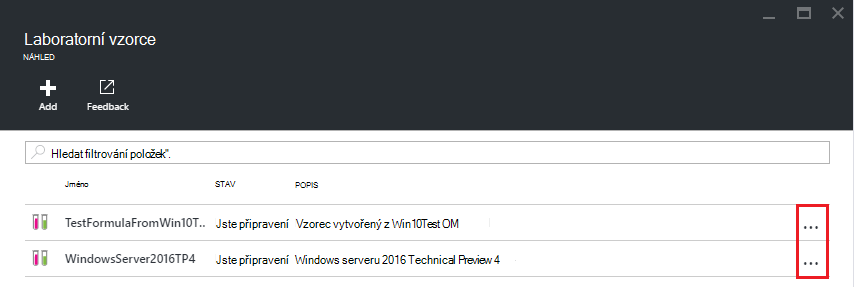 Laboratorní vzorce
NÁHLED
Add Feedback
Hledat filtrování položek".
Jméno STAV POPIS
TestFormulaFromWin10T.. Jste připravení Vzorec vytvořený z Win10Test OM ...
WindowsServer2016TP4 Jste připravení Windows serveru 2016 Technical Preview 4 ...